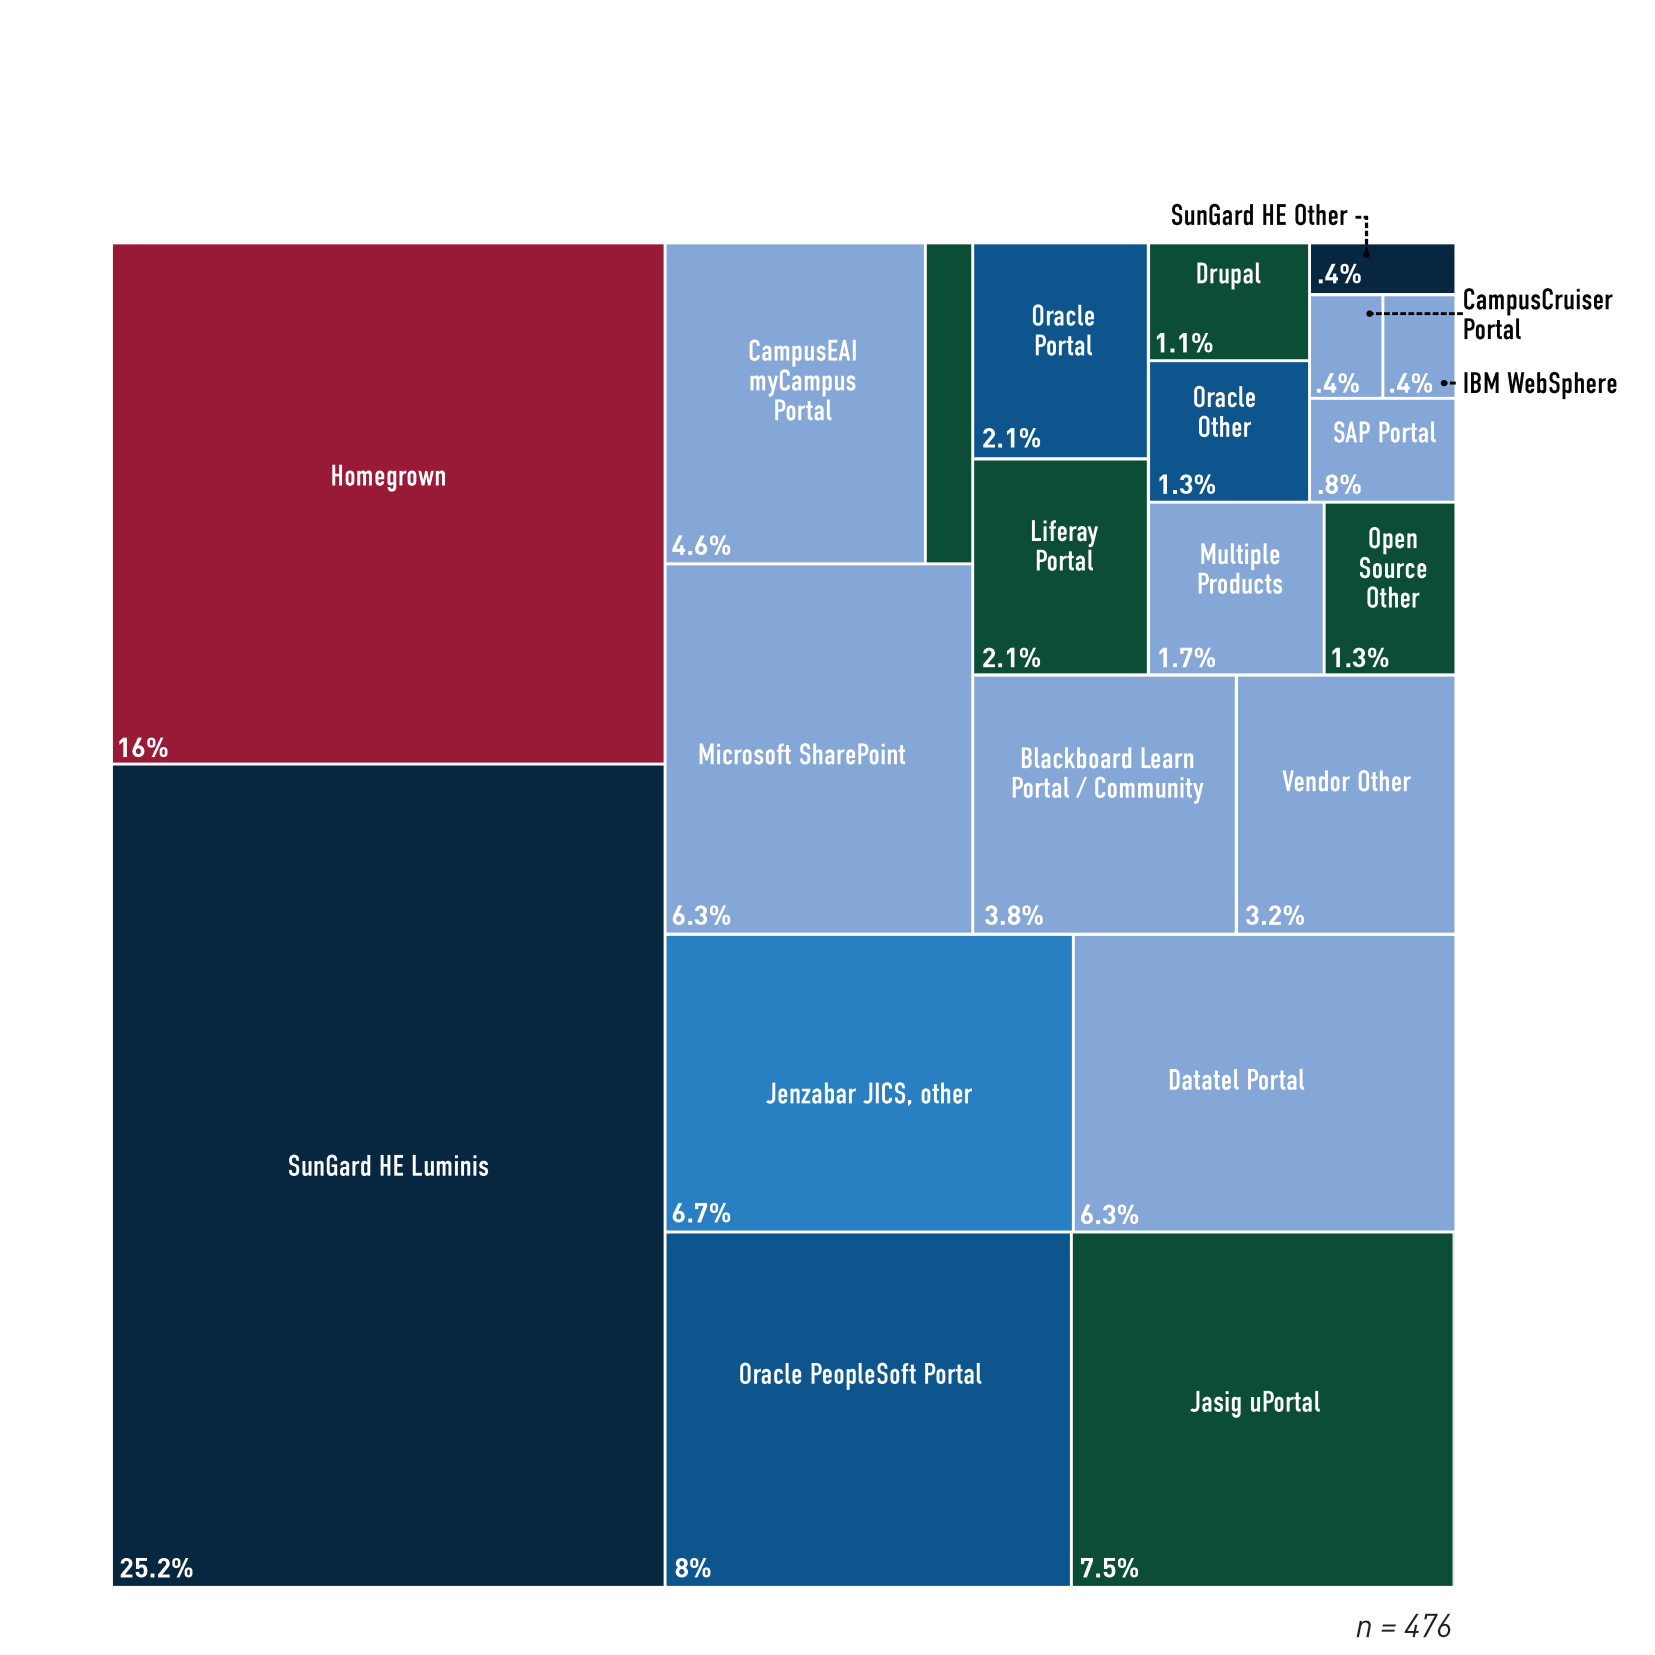 SunGard HE Other
.4%
CampusCruiser
Portal
.4%
.4%
IBM WebSphere
Homegrown
16%
CampusEAI
myCampus
Portal
4.6%
Oracle
Portal
2.1%
Drupal
1.1%
Oracle
Other
1.3%
SAP Portal
.8%
Liferay
Portal
2.1%
Multiple
Products
1.7%
Open
Source
Other
1.3%
Microsoft SharePoint
6.3%
Blackboard Learn
Portal / Community
3.8%
Vendor Other
3.2%
SunGard HE Luminis
25.2%
Jenzabar JICS, other
6.7%
Datatel Portal
6.3%
Oracle PeopleSoft Portal
8%
Jasig uPortal
7.5%
n = 476